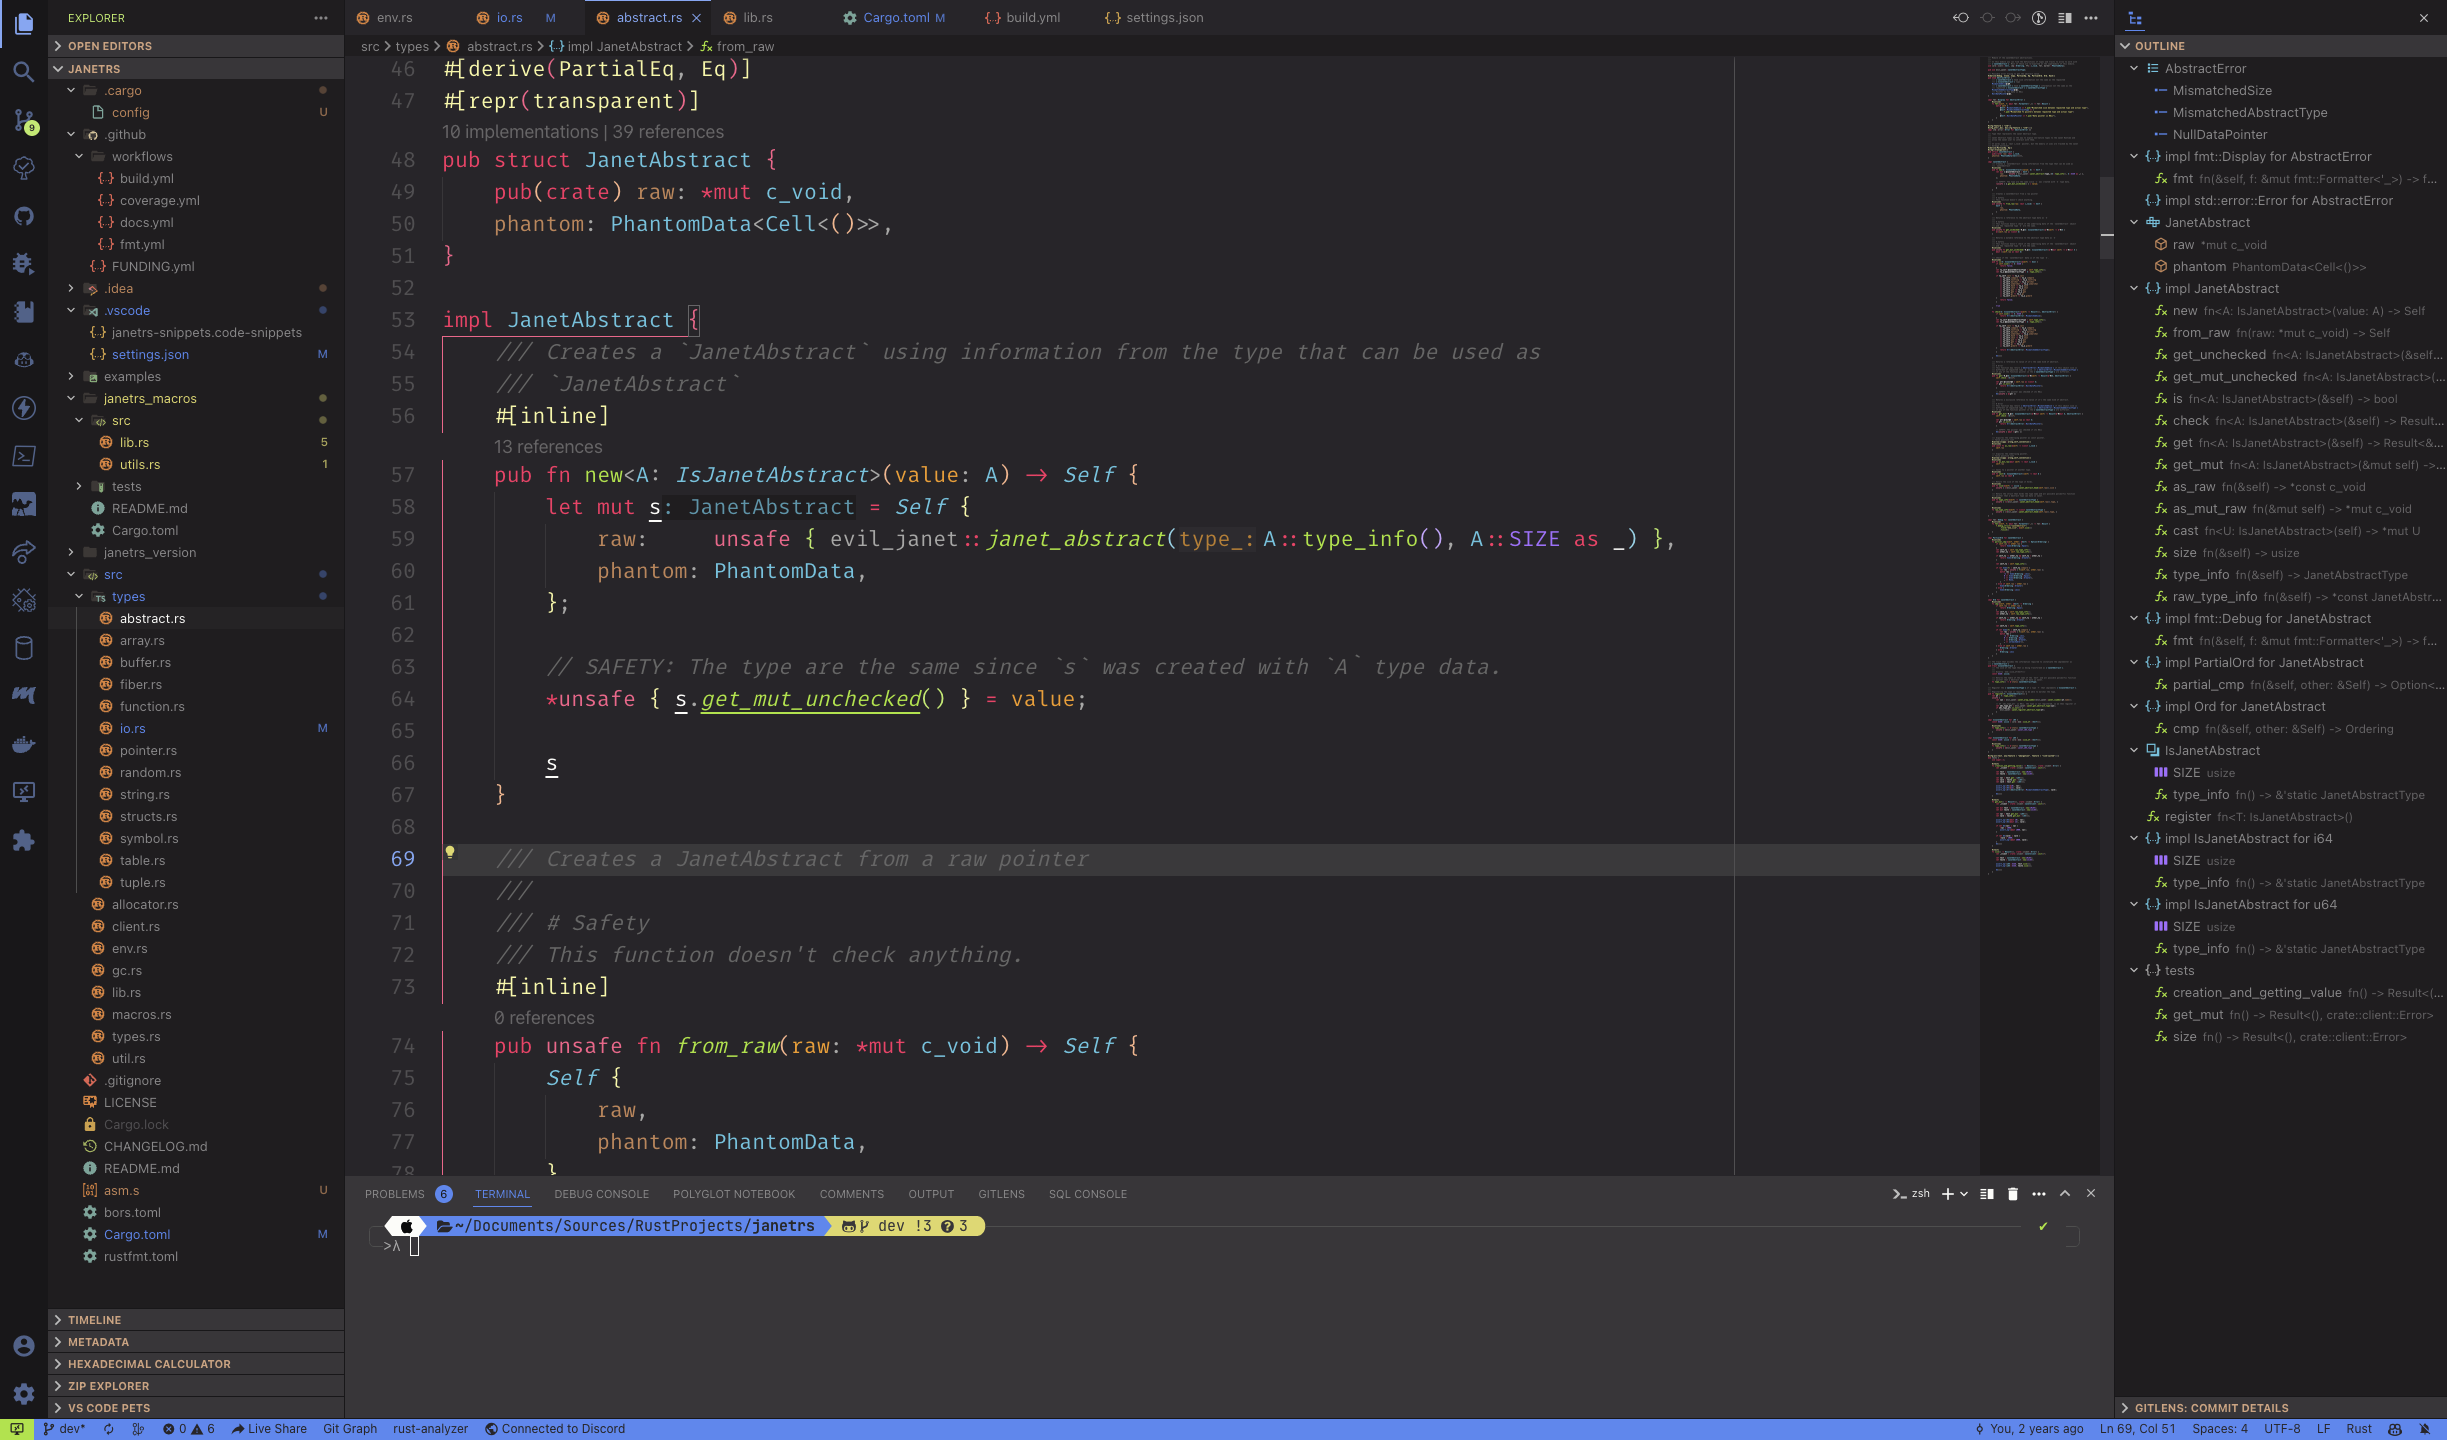 EXPLORER
OPEN EDITORS
JANETRS
.cargo
config U
.github
workflows
build.yml
coverage.yml
docs.yml
fmt.yml
FUNDING.yml
.idea
.vscode
janetrs-snippets.code-snippets
settings.json M
examples
janetrs_macros
src
lib.rs 5
utils.rs 1
tests
README.md
Cargo.toml
janetrs_version
src
types
abstract.rs
array.rs
buffer.rs
fiber.rs
function.rs
io.rs M
pointer.rs
random.rs
string.rs
structs.rs
symbol.rs
table.rs
tuple.rs
allocator.rs
client.rs
env.rs
gc.rs
lib.rs
macros.rs
types.rs
util.rs
.gitignore
LICENSE
Cargo.lock
CHANGELOG.md
README.md
asm.s U
bors.toml
Cargo.toml M
rustfmt.toml
TIMELINE
METADATA
HEXADECIMAL CALCULATOR
ZIP EXPLORER
VS CODE PETS
9
env.rs io.rs M abstract.rs lib.rs Cargo.toml M build.yml settings.json
src > types > abstract.rs > impl JanetAbstract > from_raw
46 #[derive(PartialEq, Eq)]
47 #[repr(transparent)]
10 implementations | 39 references
48 pub struct JanetAbstract {
49 pub(crate) raw: *mut c_void,
50 phantom: PhantomData<Cell<()>>,
51 }
52
53 impl JanetAbstract {
54 /// Creates a `JanetAbstract` using information from the type that can be used as
55 /// `JanetAbstract`
56 #[inline]
13 references
57 pub fn new<A: IsJanetAbstract>(value: A) -> Self {
58 let mut s: JanetAbstract = Self {
59 raw: unsafe { evil_janet::janet_abstract(type_: A::type_info(), A::SIZE as _) },
60 phantom: PhantomData,
61 };
62
63 // SAFETY: The type are the same since `s` was created with `A` type data.
64 *unsafe { s.get_mut_unchecked() } = value;
65
66 s
67 }
68
69 /// Creates a JanetAbstract from a raw pointer
70 ///
71 /// # Safety
72 /// This function doesn't check anything.
73 #[inline]
0 references
74 pub unsafe fn from_raw(raw: *mut c_void) -> Self {
75 Self {
76 raw,
77 phantom: PhantomData,
78 }
PROBLEMS 6 TERMINAL DEBUG CONSOLE POLYGLOT NOTEBOOK COMMENTS OUTPUT GITLENS SQL CONSOLE
zsh
~/Documents/Sources/RustProjects/janetrs dev !3 ?3 ✔
>λ
OUTLINE
AbstractError
MismatchedSize
MismatchedAbstractType
NullDataPointer
impl fmt::Display for AbstractError
fmt fn(&self, f: &mut fmt::Formatter<'_>) -> f...
impl std::error::Error for AbstractError
JanetAbstract
raw *mut c_void
phantom PhantomData<Cell<()>>
impl JanetAbstract
new fn<A: IsJanetAbstract>(value: A) -> Self
from_raw fn(raw: *mut c_void) -> Self
get_unchecked fn<A: IsJanetAbstract>(&self...
get_mut_unchecked fn<A: IsJanetAbstract>(...
is fn<A: IsJanetAbstract>(&self) -> bool
check fn<A: IsJanetAbstract>(&self) -> Result...
get fn<A: IsJanetAbstract>(&self) -> Result<&...
get_mut fn<A: IsJanetAbstract>(&mut self) ->...
as_raw fn(&self) -> *const c_void
as_mut_raw fn(&mut self) -> *mut c_void
cast fn<U: IsJanetAbstract>(self) -> *mut U
size fn(&self) -> usize
type_info fn(&self) -> JanetAbstractType
raw_type_info fn(&self) -> *const JanetAbstr...
impl fmt::Debug for JanetAbstract
fmt fn(&self, f: &mut fmt::Formatter<'_>) -> f...
impl PartialOrd for JanetAbstract
partial_cmp fn(&self, other: &Self) -> Option<...
impl Ord for JanetAbstract
cmp fn(&self, other: &Self) -> Ordering
IsJanetAbstract
SIZE usize
type_info fn() -> &'static JanetAbstractType
register fn<T: IsJanetAbstract>()
impl IsJanetAbstract for i64
SIZE usize
type_info fn() -> &'static JanetAbstractType
impl IsJanetAbstract for u64
SIZE usize
type_info fn() -> &'static JanetAbstractType
tests
creation_and_getting_value fn() -> Result<(...
get_mut fn() -> Result<(), crate::client::Error>
size fn() -> Result<(), crate::client::Error>
GITLENS: COMMIT DETAILS
dev* 0 6 Live Share Git Graph rust-analyzer Connected to Discord You, 2 years ago Ln 69, Col 51 Spaces: 4 UTF-8 LF Rust